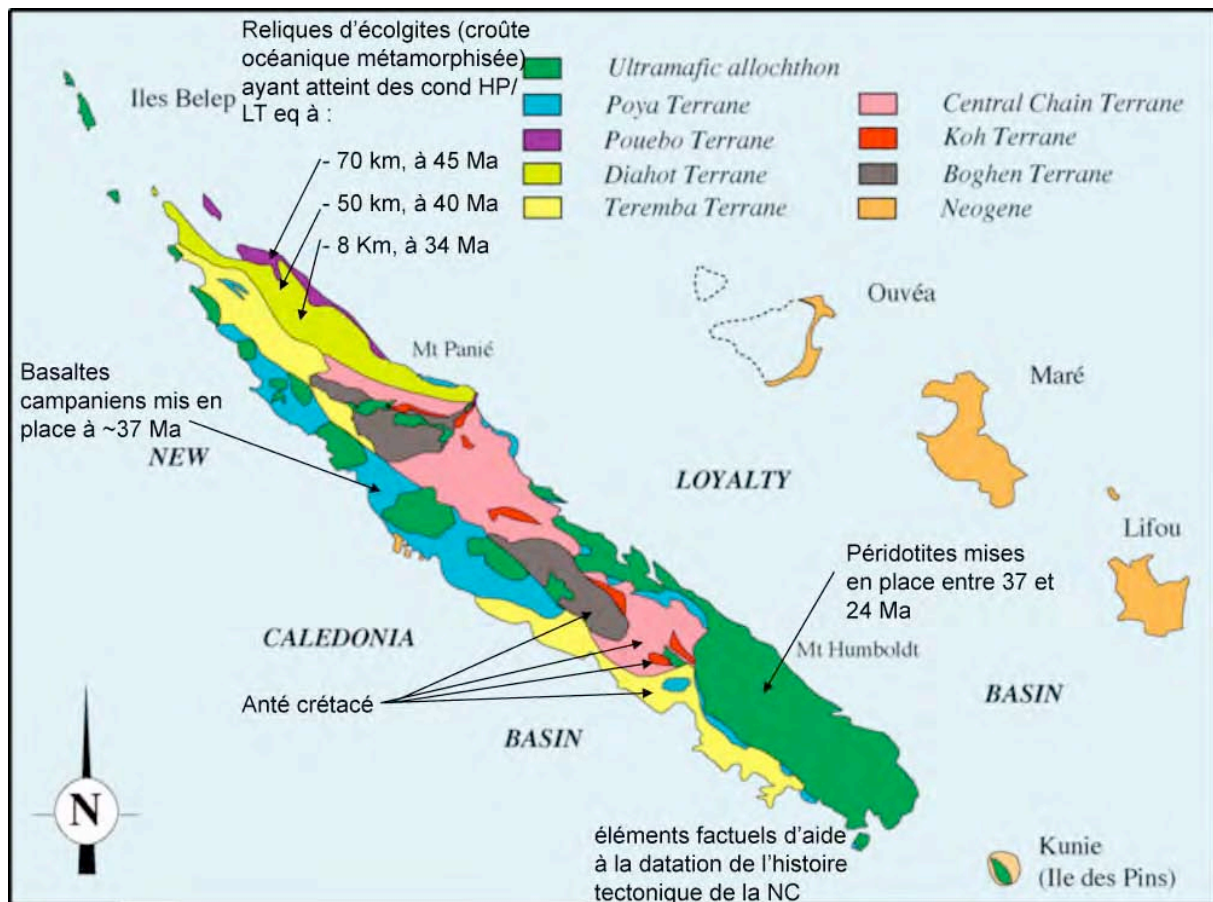 Reliques d'écolgites (croûte
océanique métamorphisée)
ayant atteint des cond HP/
LT eq à :
- 70 km, à 45 Ma
- 50 km, à 40 Ma
- 8 Km, à 34 Ma
Iles Belep
Ultramafic allochthon
Poya Terrane
Pouebo Terrane
Diahot Terrane
Teremba Terrane
Central Chain Terrane
Koh Terrane
Boghen Terrane
Neogene
Ouvéa
Mt Panié
Maré
Basaltes
campaniens mis en
place à ~37 Ma
NEW
LOYALTY
Lifou
Péridotites mises
en place entre 37 et
24 Ma
CALEDONIA
Mt Humboldt
Anté crétacé
BASIN
BASIN
N
éléments factuels d'aide
à la datation de l'histoire
tectonique de la NC
Kunie
(Ile des Pins)